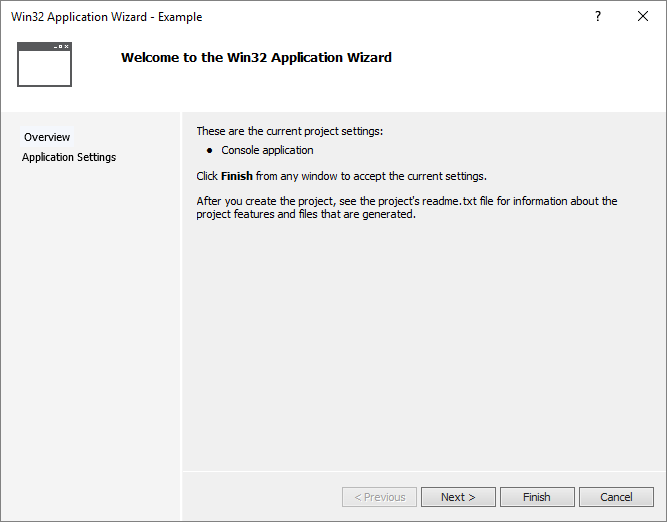 Win32 Application Wizard - Example
?
Welcome to the Win32 Application Wizard
Overview
Application Settings
These are the current project settings:
• Console application
Click Finish from any window to accept the current settings.
After you create the project, see the project's readme.txt file for information about the
project features and files that are generated.
< Previous
Next >
Finish
Cancel